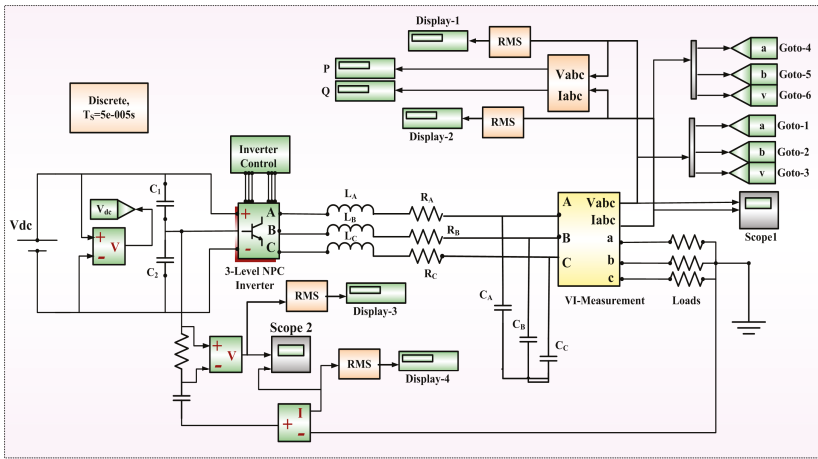 Display-1
RMS
P
Q
Vabc
Iabc
Display-2
RMS
a
Goto-4
b
Goto-5
v
Goto-6
a
Goto-1
b
Goto-2
v
Goto-3
Discrete,
TS=5e-005s
Inverter
Control
Vdc
Vdc
+
-
V
C1
C2
+
-
A
B
C
3-Level NPC
Inverter
LA
LB
LC
RA
RB
RC
A
B
C
Vabc
Iabc
a
b
c
VI-Measurement
Scope1
Loads
CA
CB
CC
RMS
Display-3
+
-
V
Scope 2
RMS
Display-4
+
I
-